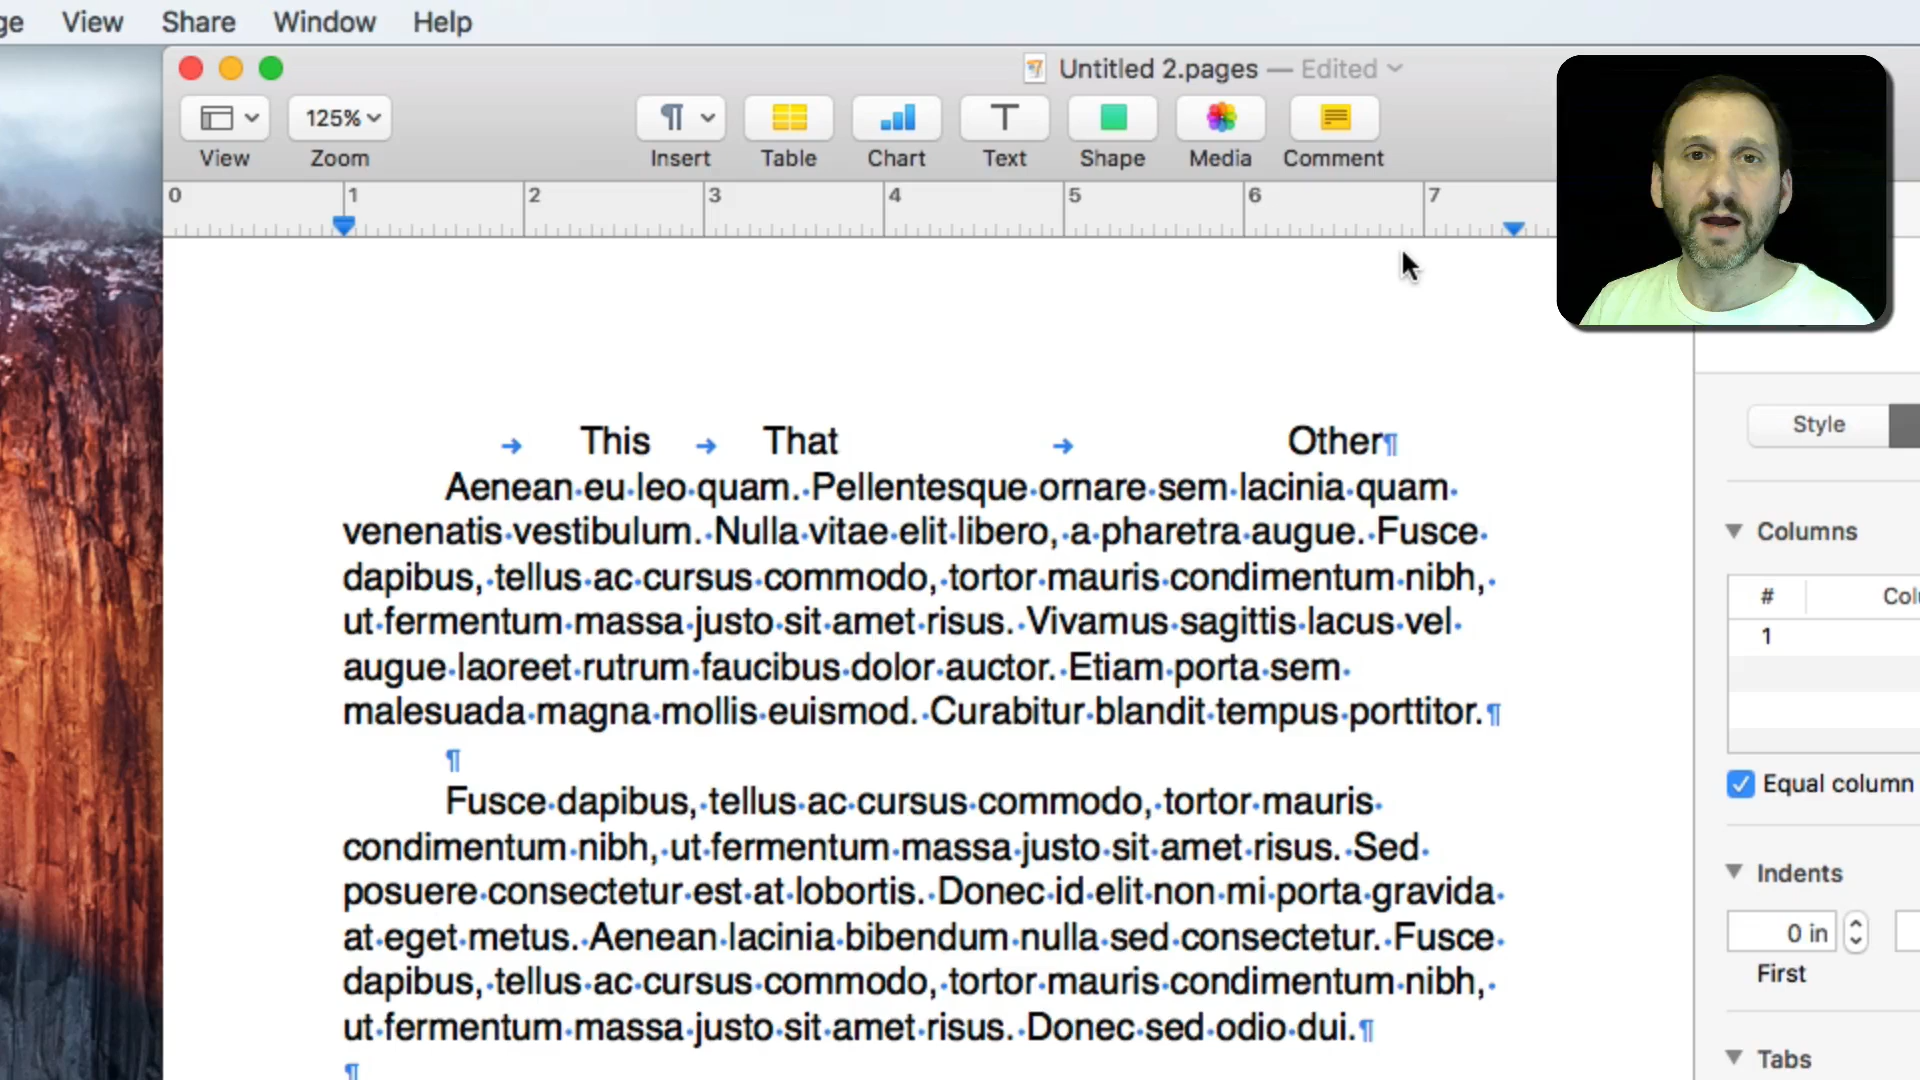 ge View Share Window Help
Untitled 2.pages — Edited
125%
View Zoom Insert Table Chart Text Shape Media Comment
0 1 2 3 4 5 6 7
→ This → That → Other¶
Aenean·eu·leo·quam.·Pellentesque·ornare·sem·lacinia·quam·
venenatis·vestibulum.·Nulla·vitae·elit·libero,·a·pharetra·augue.·Fusce·
dapibus,·tellus·ac·cursus·commodo,·tortor·mauris·condimentum·nibh,·
ut·fermentum·massa·justo·sit·amet·risus.·Vivamus·sagittis·lacus·vel·
augue·laoreet·rutrum·faucibus·dolor·auctor.·Etiam·porta·sem·
malesuada·magna·mollis·euismod.·Curabitur·blandit·tempus·porttitor.¶
¶
Fusce·dapibus,·tellus·ac·cursus·commodo,·tortor·mauris·
condimentum·nibh,·ut·fermentum·massa·justo·sit·amet·risus.·Sed·
posuere·consectetur·est·at·lobortis.·Donec·id·elit·non·mi·porta·gravida·
at·eget·metus.·Aenean·lacinia·bibendum·nulla·sed·consectetur.·Fusce·
dapibus,·tellus·ac·cursus·commodo,·tortor·mauris·condimentum·nibh,·
ut·fermentum·massa·justo·sit·amet·risus.·Donec·sed·odio·dui.¶
¶
Style
Columns
# Colu
1
Equal column
Indents
0 in
First
Tabs